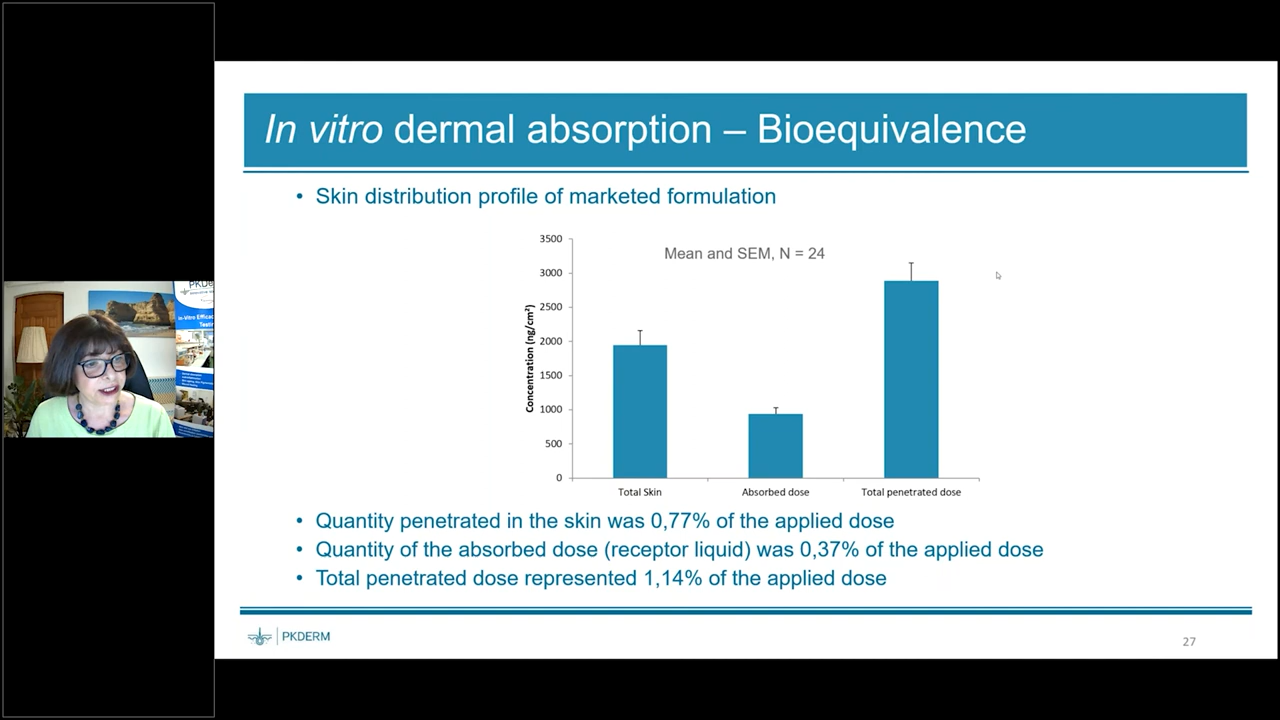 In vitro dermal absorption – Bioequivalence
• Skin distribution profile of marketed formulation
Mean and SEM, N = 24
Concentration (ng/cm²)
3500
3000
2500
2000
1500
1000
500
0
Total Skin
Absorbed dose
Total penetrated dose
• Quantity penetrated in the skin was 0,77% of the applied dose
• Quantity of the absorbed dose (receptor liquid) was 0,37% of the applied dose
• Total penetrated dose represented 1,14% of the applied dose
PKDERM
27